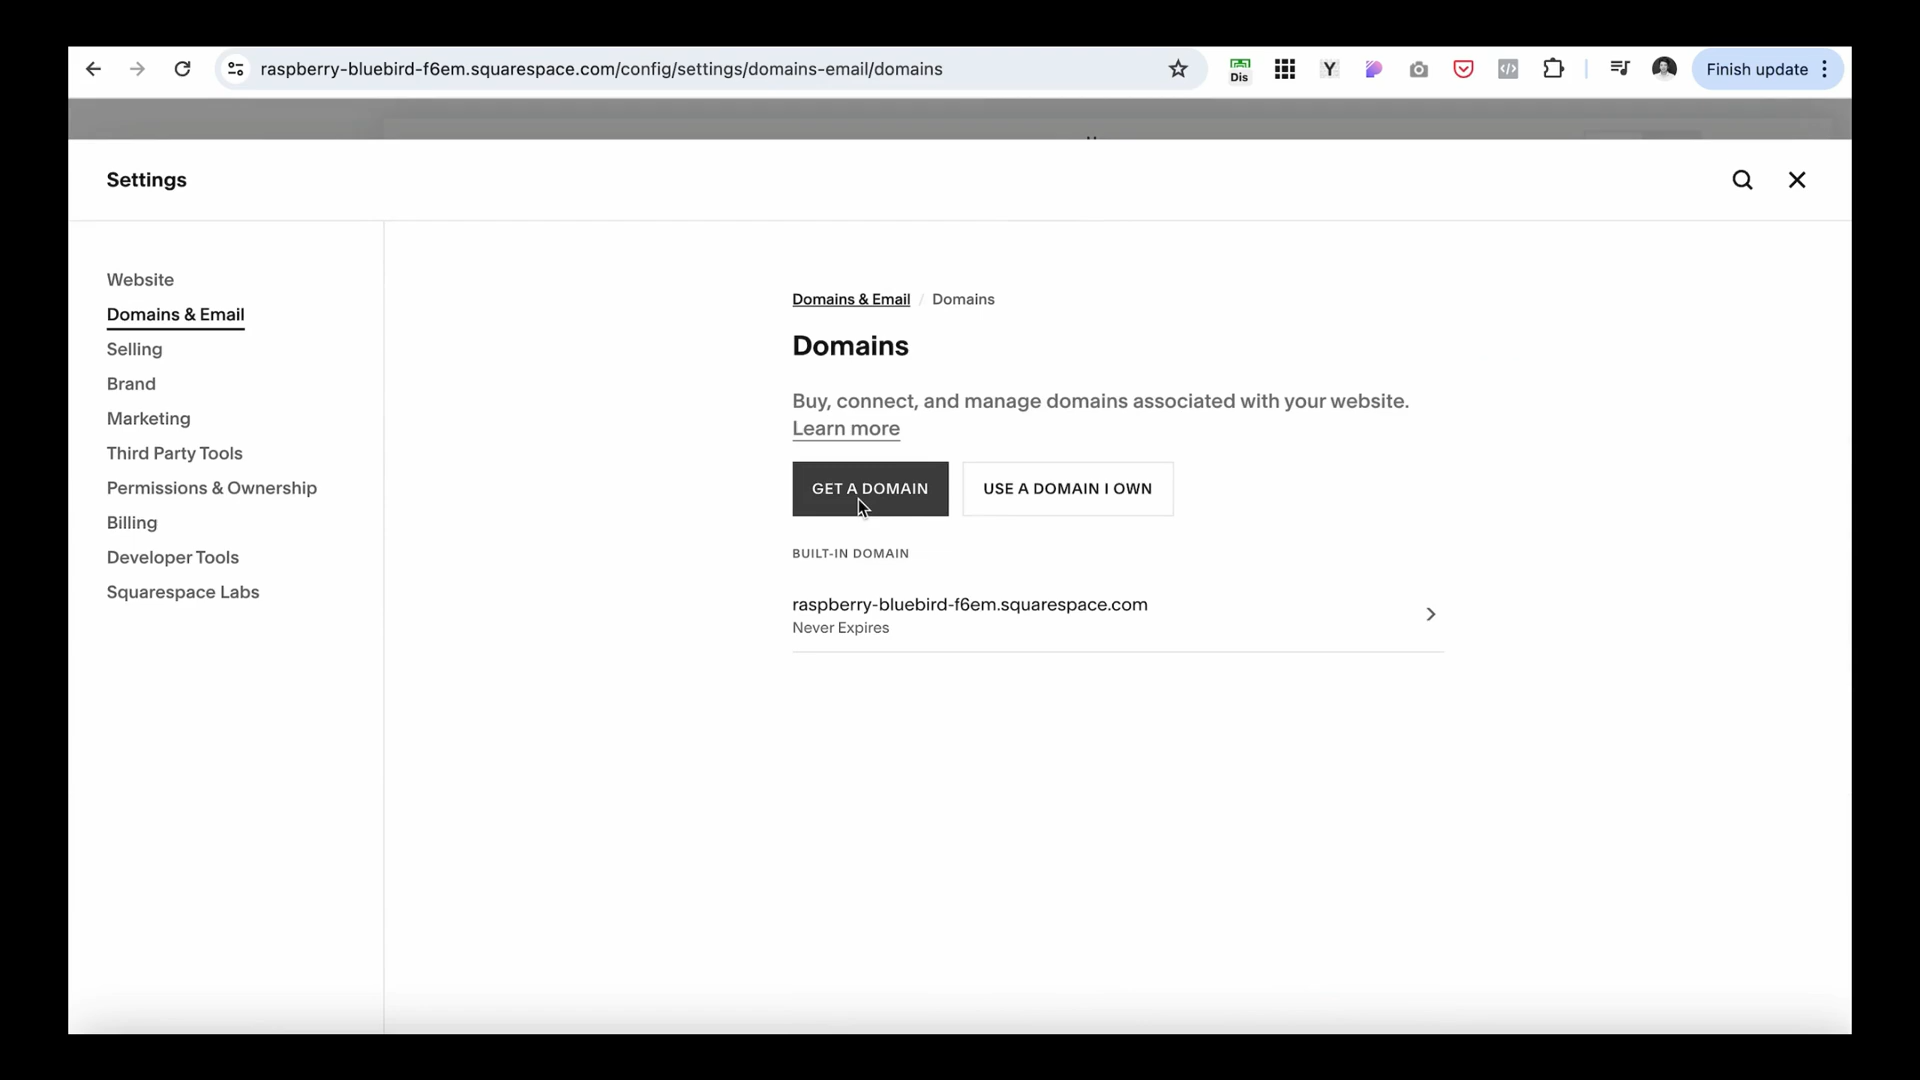 raspberry-bluebird-f6em.squarespace.com/config/settings/domains-email/domains
Dis
Y
Finish update
Settings
Website
Domains & Email
Selling
Brand
Marketing
Third Party Tools
Permissions & Ownership
Billing
Developer Tools
Squarespace Labs
Domains & Email / Domains
Domains
Buy, connect, and manage domains associated with your website.
Learn more
GET A DOMAIN
USE A DOMAIN I OWN
BUILT-IN DOMAIN
raspberry-bluebird-f6em.squarespace.com
Never Expires